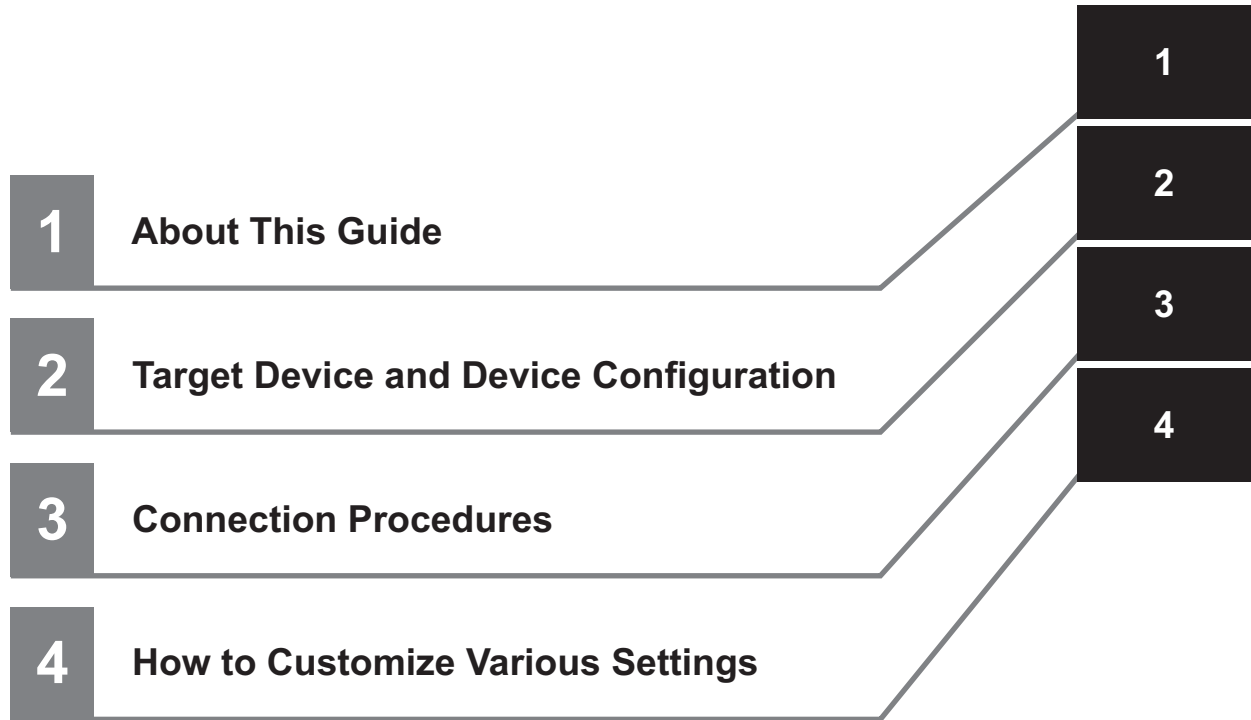 1 About This Guide
2 Target Device and Device Configuration
3 Connection Procedures
4 How to Customize Various Settings
1
2
3
4